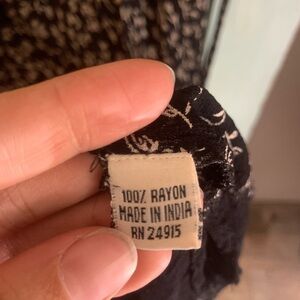 100% RAYON
MADE IN INDIA
RN 24915